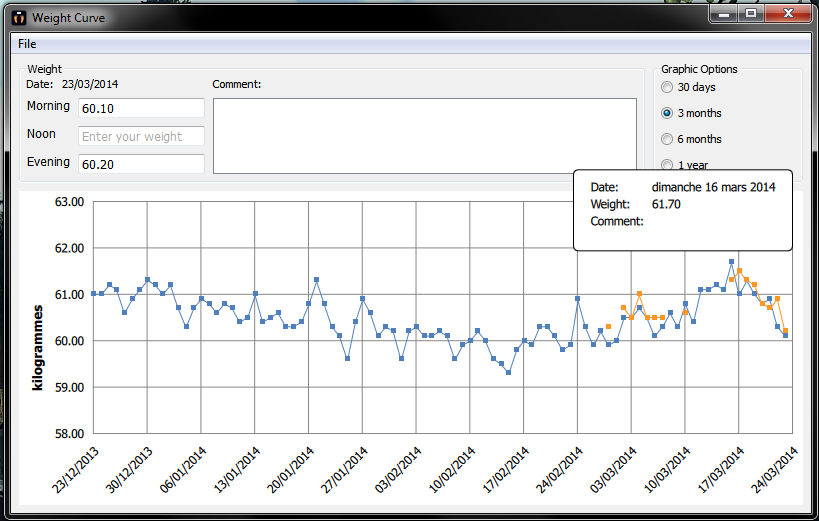 Weight Curve
File
Weight
Date: 23/03/2014
Comment:
Morning 60.10
Noon Enter your weight
Evening 60.20
Graphic Options
30 days
3 months
6 months
1 year
Date: dimanche 16 mars 2014
Weight: 61.70
Comment:
kilogrammes
63.00
62.00
61.00
60.00
59.00
58.00
23/12/2013
30/12/2013
06/01/2014
13/01/2014
20/01/2014
27/01/2014
03/02/2014
10/02/2014
17/02/2014
24/02/2014
03/03/2014
10/03/2014
17/03/2014
24/03/2014